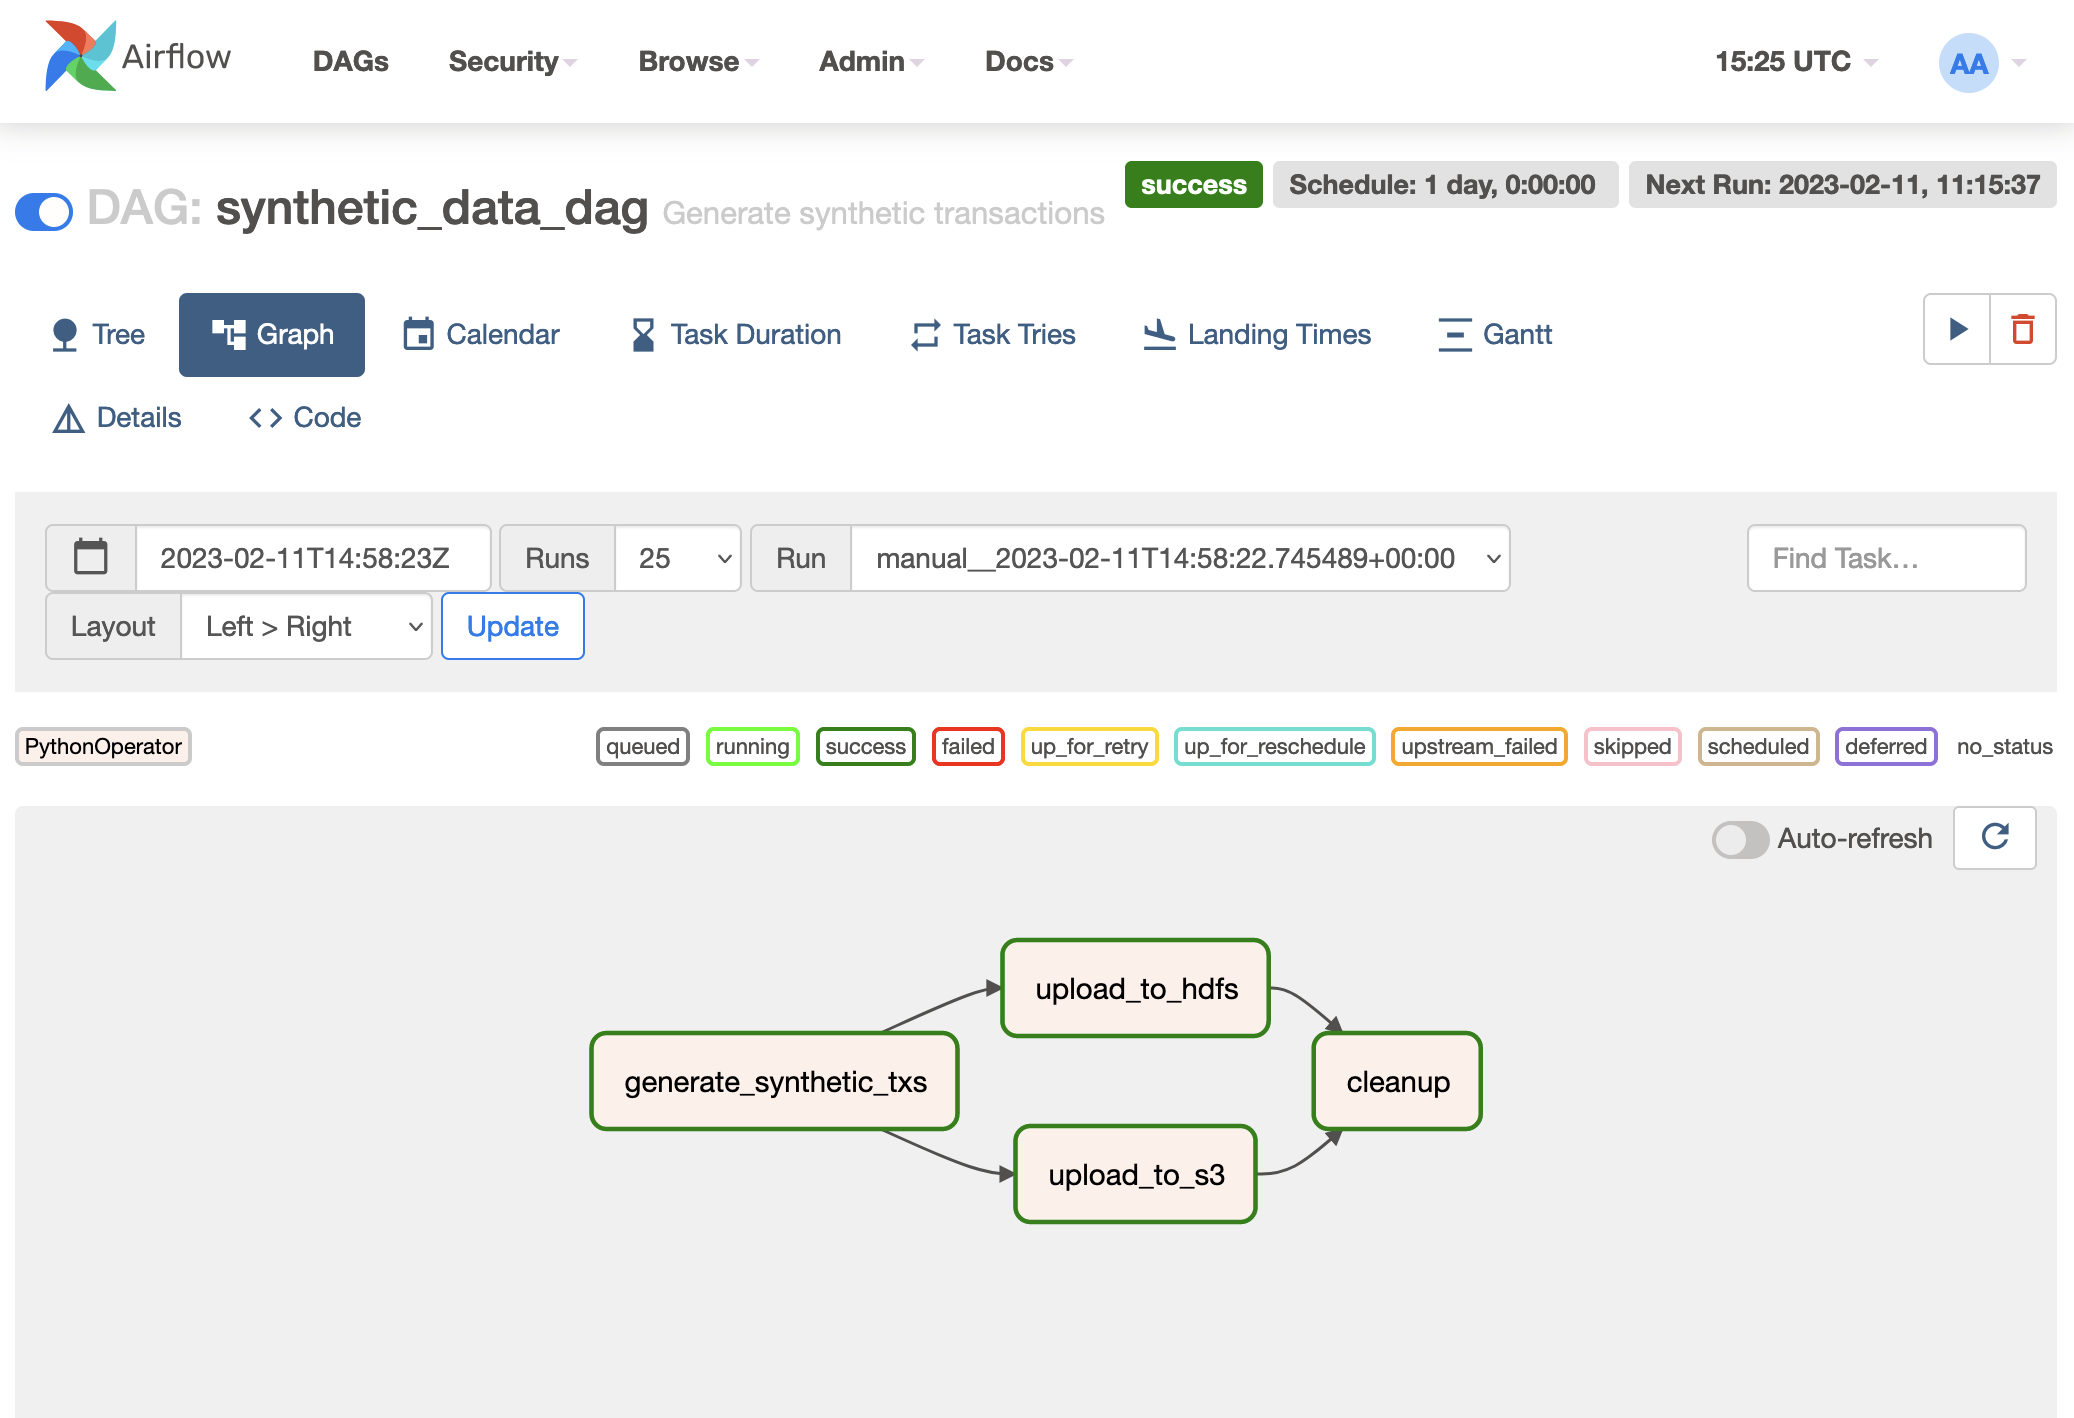 Airflow DAGs Security Browse Admin Docs 15:25 UTC AA
DAG: synthetic_data_dag Generate synthetic transactions success Schedule: 1 day, 0:00:00 Next Run: 2023-02-11, 11:15:37
Tree Graph Calendar Task Duration Task Tries Landing Times Gantt
Details Code
2023-02-11T14:58:23Z Runs 25 Run manual__2023-02-11T14:58:22.745489+00:00 Find Task...
Layout Left > Right Update
PythonOperator queued running success failed up_for_retry up_for_reschedule upstream_failed skipped scheduled deferred no_status
Auto-refresh
upload_to_hdfs
generate_synthetic_txs cleanup
upload_to_s3